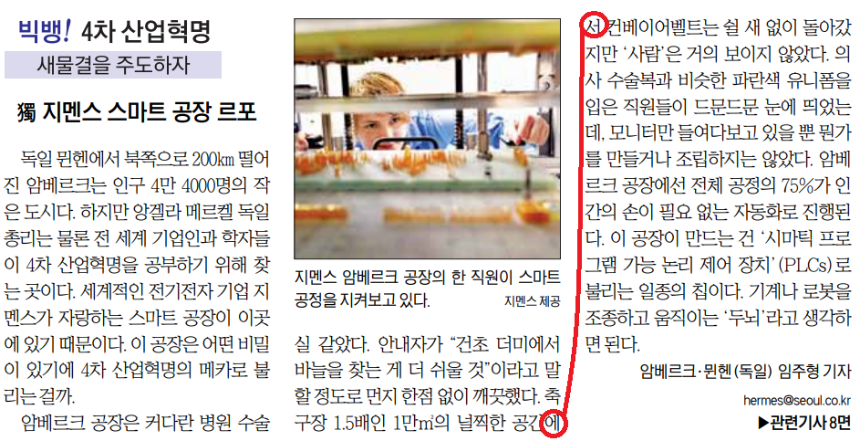 빅뱅! 4차 산업혁명
새물결을 주도하자
獨 지멘스 스마트 공장 르포
독일 뮌헨에서 북쪽으로 200㎞ 떨어
진 암베르크는 인구 4만 4000명의 작
은 도시다. 하지만 앙겔라 메르켈 독일
총리는 물론 전 세계 기업인과 학자들
이 4차 산업혁명을 공부하기 위해 찾
는 곳이다. 세계적인 전기전자 기업 지
멘스가 자랑하는 스마트 공장이 이곳
에 있기 때문이다. 이 공장은 어떤 비밀
이 있기에 4차 산업혁명의 메카로 불
리는 걸까.
암베르크 공장은 커다란 병원 수술
지멘스 암베르크 공장의 한 직원이 스마트
공정을 지켜보고 있다.
지멘스 제공
실 같았다. 안내자가 “건초 더미에서
바늘을 찾는 게 더 쉬울 것”이라고 말
할 정도로 먼지 한점 없이 깨끗했다. 축
구장 1.5배인 1만㎡의 널찍한 공간에
서 컨베이어벨트는 쉴 새 없이 돌아갔
지만 ‘사람’은 거의 보이지 않았다. 의
사 수술복과 비슷한 파란색 유니폼을
입은 직원들이 드문드문 눈에 띄었는
데, 모니터만 들여다보고 있을 뿐 뭔가
를 만들거나 조립하지는 않았다. 암베
르크 공장에선 전체 공정의 75%가 인
간의 손이 필요 없는 자동화로 진행된
다. 이 공장이 만드는 건 ‘시마틱 프로
그램 가능 논리 제어 장치’(PLCs)로
불리는 일종의 칩이다. 기계나 로봇을
조종하고 움직이는 ‘두뇌’라고 생각하
면 된다.
암베르크·뮌헨(독일) 임주형 기자
hermes@seoul.co.kr
▶관련기사 8면